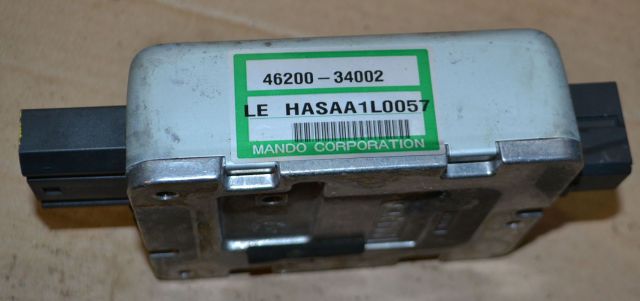 46200-34002
LE HASAA1L0057
MANDO CORPORATION